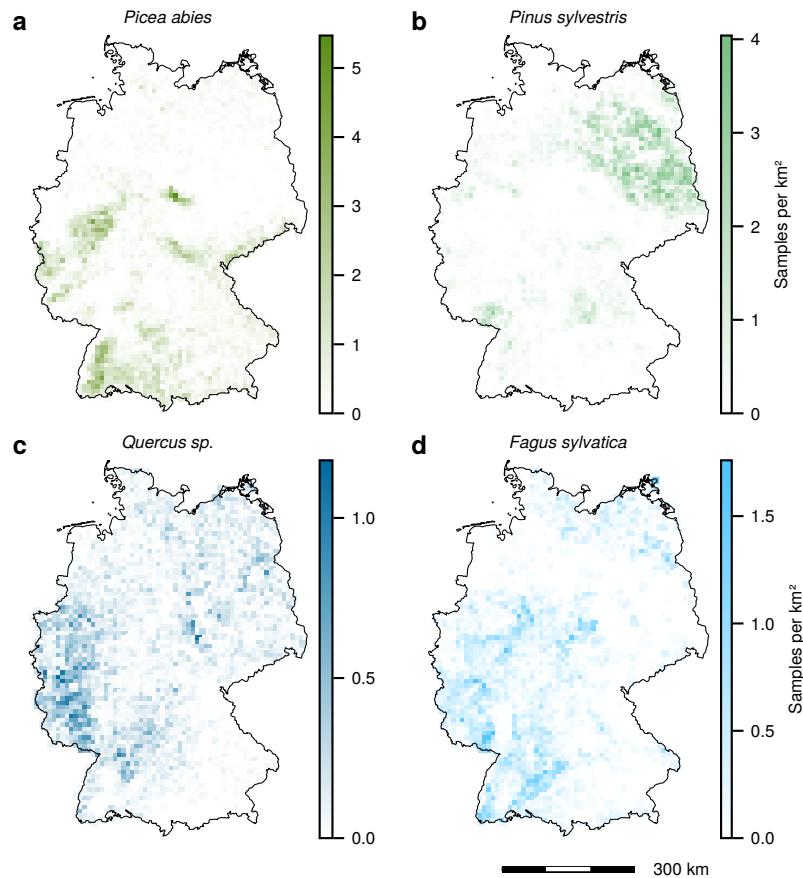 a
Picea abies
5
4
3
2
1
0
b
Pinus sylvestris
4
3
2
1
0
Samples per km²
c
Quercus sp.
1.0
0.5
0.0
d
Fagus sylvatica
1.5
1.0
0.5
0.0
Samples per km²
300 km